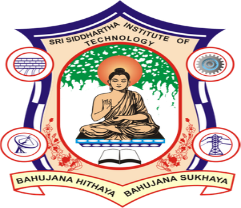 SRI SIDDHARTHA INSTITUTE OF
TECHNOLOGY
BAHUJANA HITHAYA BAHUJANA SUKHAYA